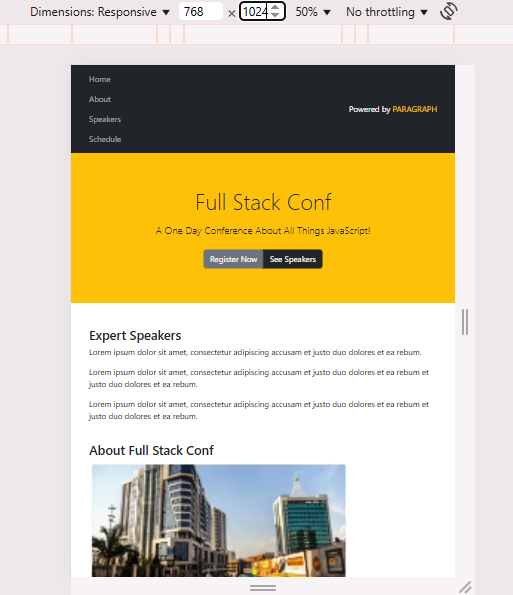 Dimensions: Responsive 768 × 1024 50% No throttling
Home
About
Speakers
Schedule
Powered by PARAGRAPH
Full Stack Conf
A One Day Conference About All Things JavaScript!
Register Now See Speakers
Expert Speakers
Lorem ipsum dolor sit amet, consectetur adipiscing accusam et justo duo dolores et ea rebum.
Lorem ipsum dolor sit amet, consectetur adipiscing accusam et justo duo dolores et ea rebum et
justo duo dolores et ea rebum.
Lorem ipsum dolor sit amet, consectetur adipiscing accusam et justo duo dolores et ea rebum et
justo duo dolores et ea rebum.
About Full Stack Conf